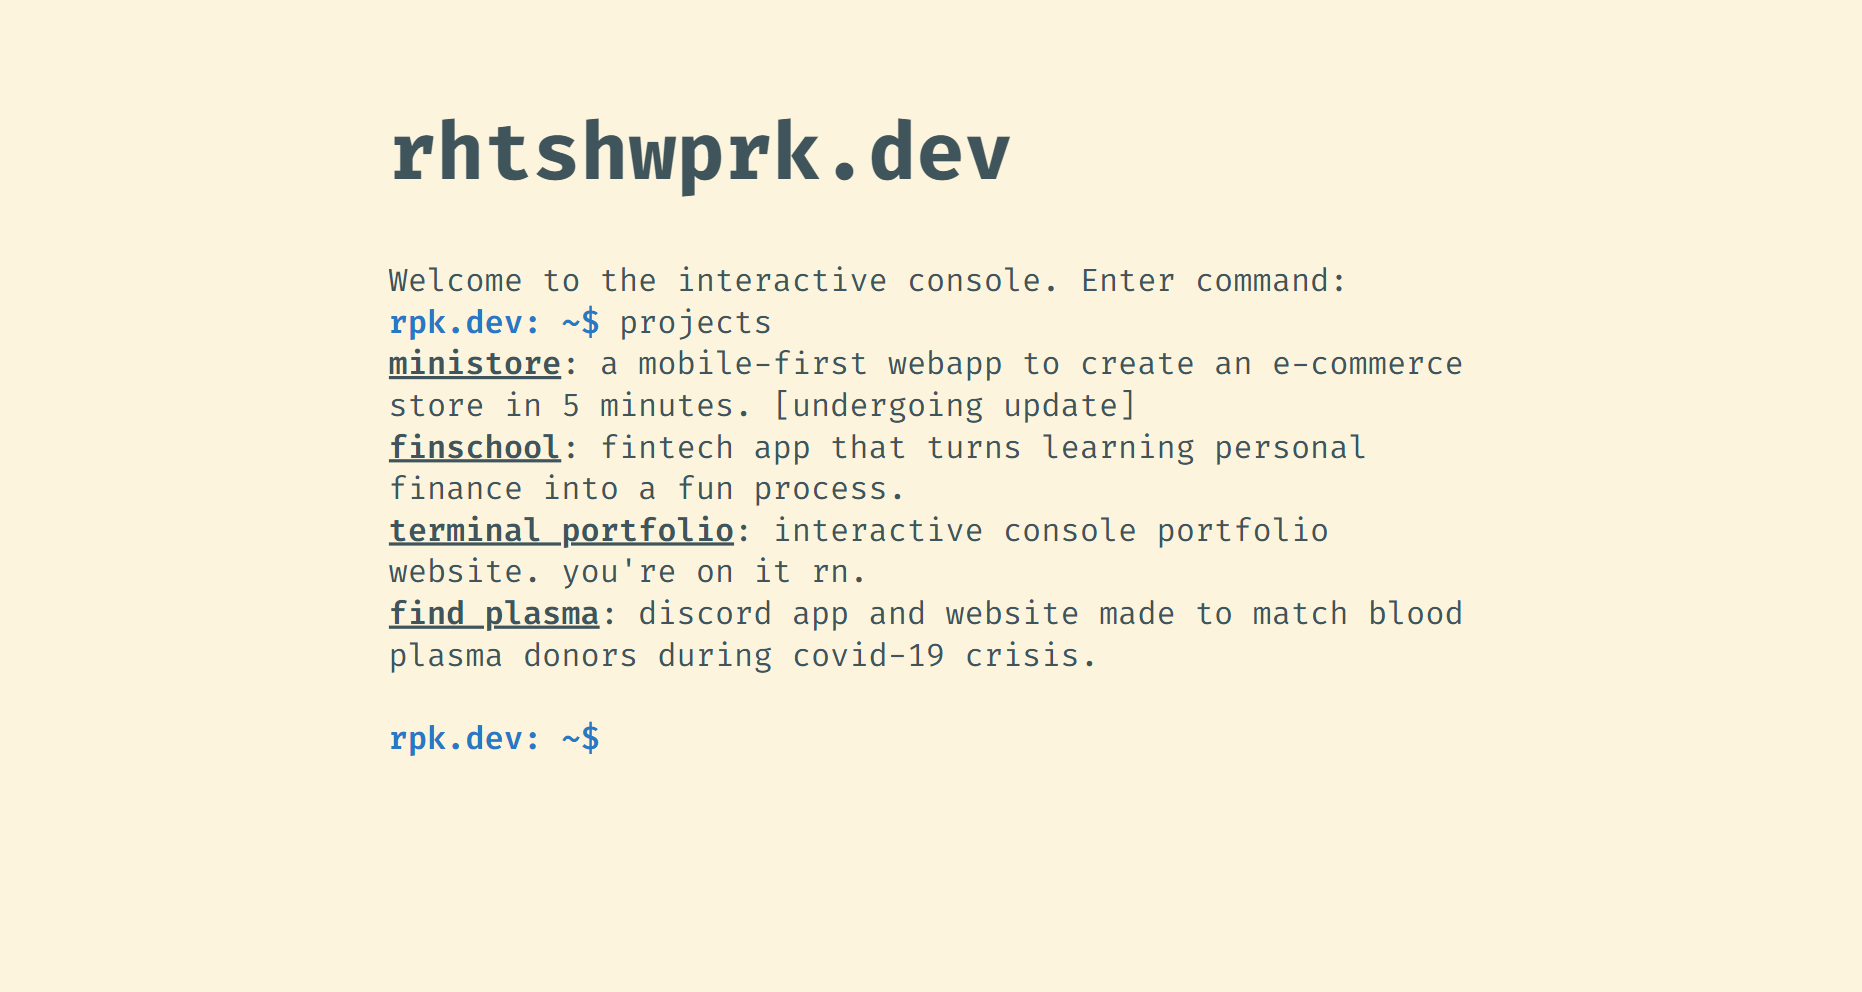 rhtshwprk.dev
Welcome to the interactive console. Enter command:
rpk.dev: ~$ projects
ministore: a mobile-first webapp to create an e-commerce
store in 5 minutes. [undergoing update]
finschool: fintech app that turns learning personal
finance into a fun process.
terminal portfolio: interactive console portfolio
website. you're on it rn.
find plasma: discord app and website made to match blood
plasma donors during covid-19 crisis.
rpk.dev: ~$